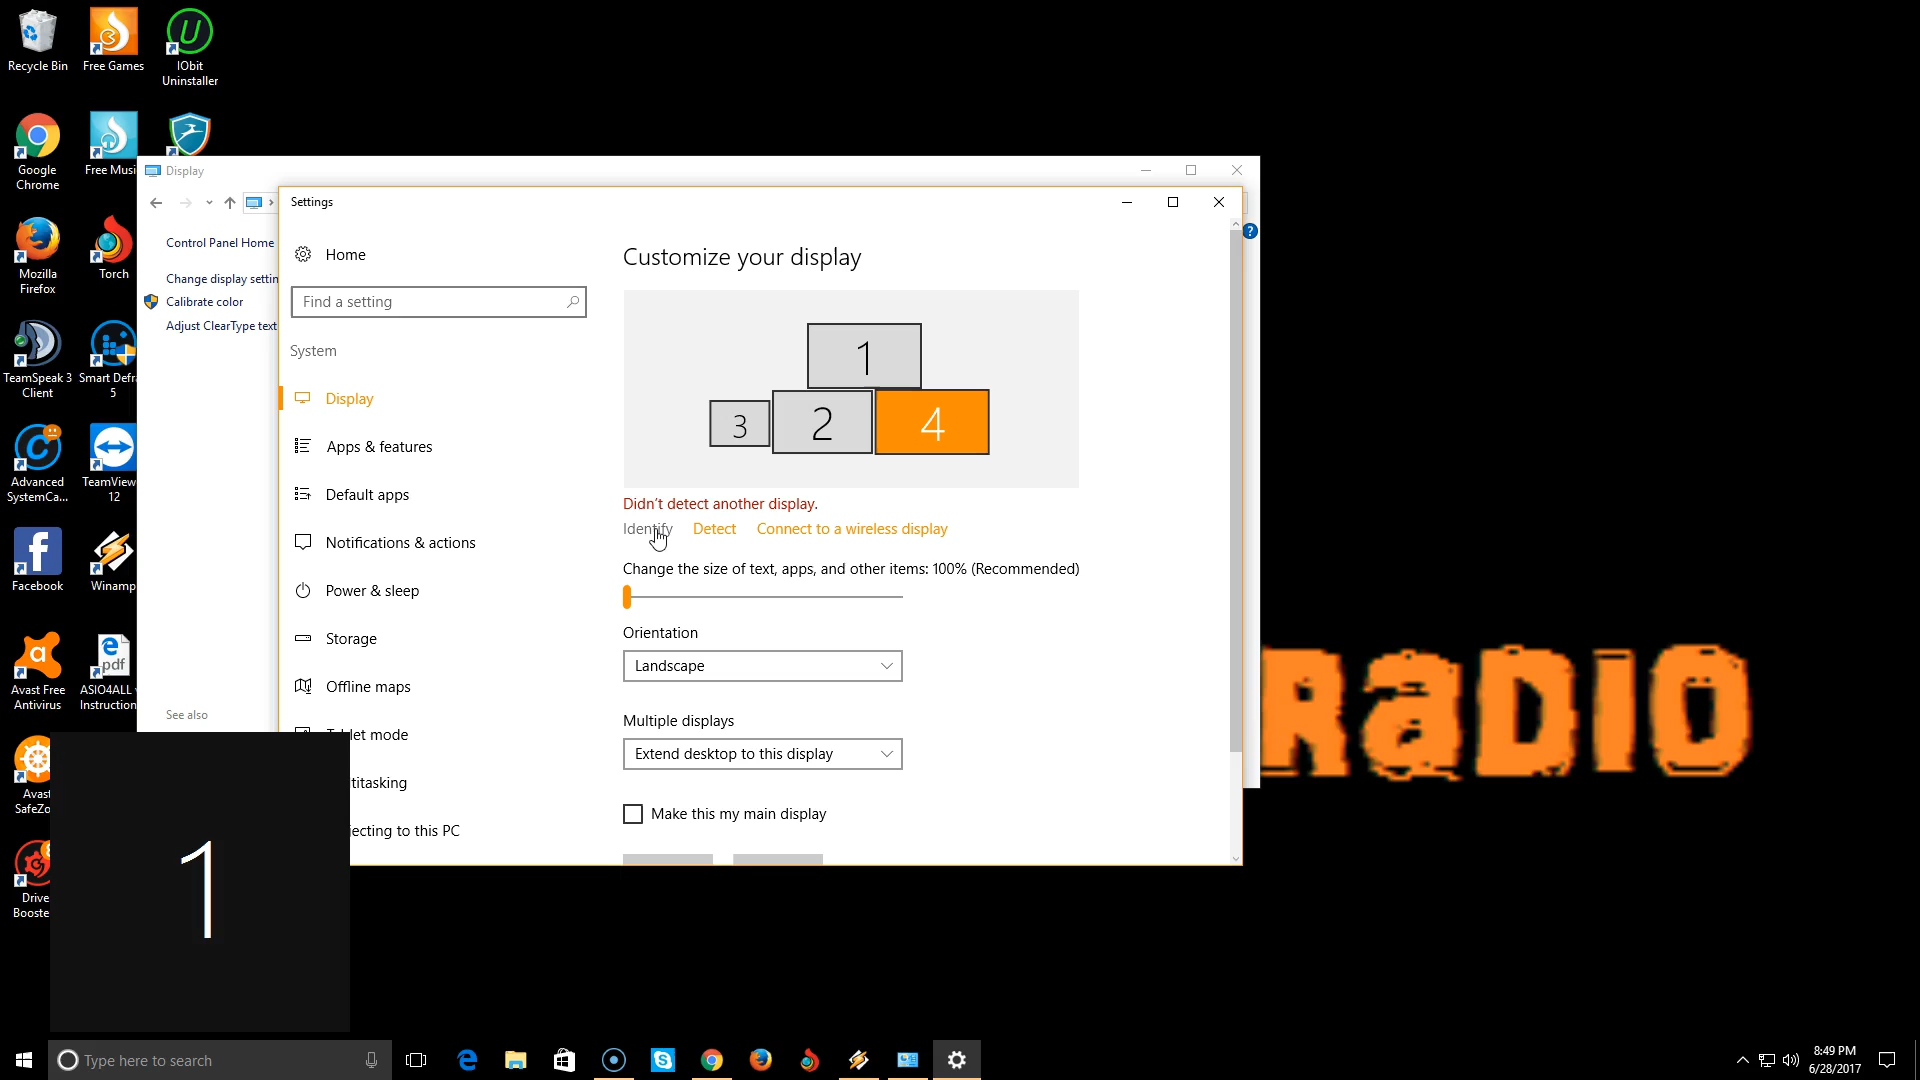 Recycle Bin
Free Games
IObit
Uninstaller
Google
Chrome
Free Musi
Mozilla
Firefox
Torch
TeamSpeak 3
Client
Smart Defr
5
Advanced
SystemCa...
TeamView
12
Facebook
Winamp
Avast Free
Antivirus
ASIO4ALL
Instruction
Avast
SafeZo
Drive
Booste
Display
Control Panel Home
Change display settin
Calibrate color
Adjust ClearType text
See also
Settings
Home
Find a setting
System
Display
Apps & features
Default apps
Notifications & actions
Power & sleep
Storage
Offline maps
let mode
titasking
jecting to this PC
Customize your display
1
3 2 4
Didn't detect another display.
Identify Detect Connect to a wireless display
Change the size of text, apps, and other items: 100% (Recommended)
Orientation
Landscape
Multiple displays
Extend desktop to this display
Make this my main display
RaDIO
1
Type here to search
8:49 PM
6/28/2017